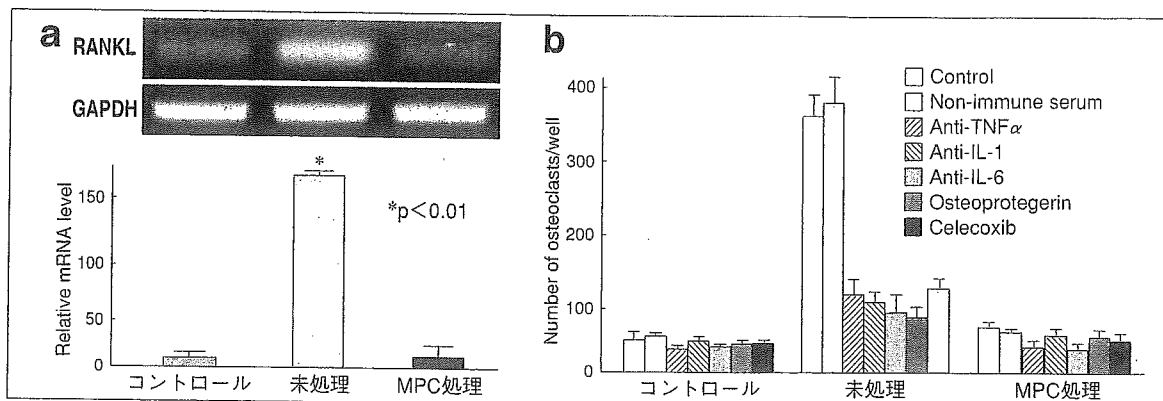 a
RANKL
GAPDH
Relative mRNA level
150
100
50
0
*
*p<0.01
コントロール
未処理
MPC処理
b
Number of osteoclasts/well
400
300
200
100
0
Control
Non-immune serum
Anti-TNFα
Anti-IL-1
Anti-IL-6
Osteoprotegerin
Celecoxib
コントロール
未処理
MPC処理